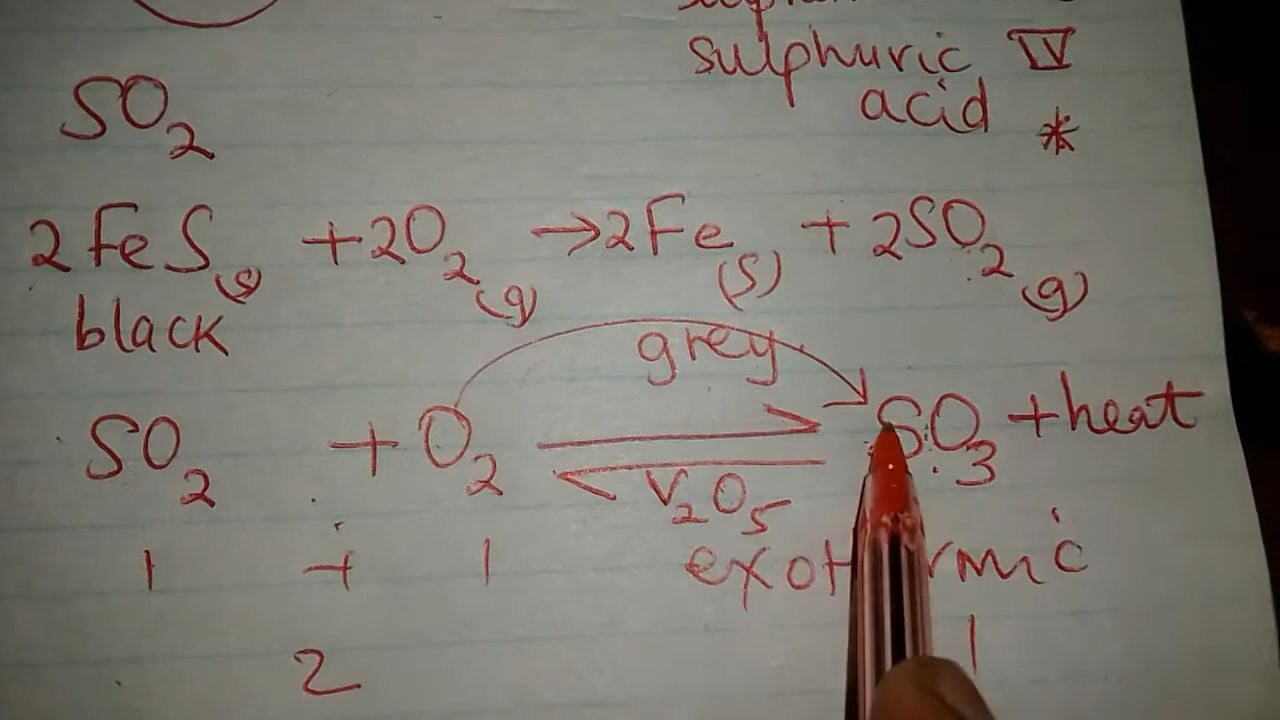 sulphuric IV
acid *
SO2
2FeS(s) + 2O2(g) → 2Fe(s) + 2SO2(g)
black
grey
SO2 + O2 ⇌ SO3 + heat
V2O5
1 + 1
2 1